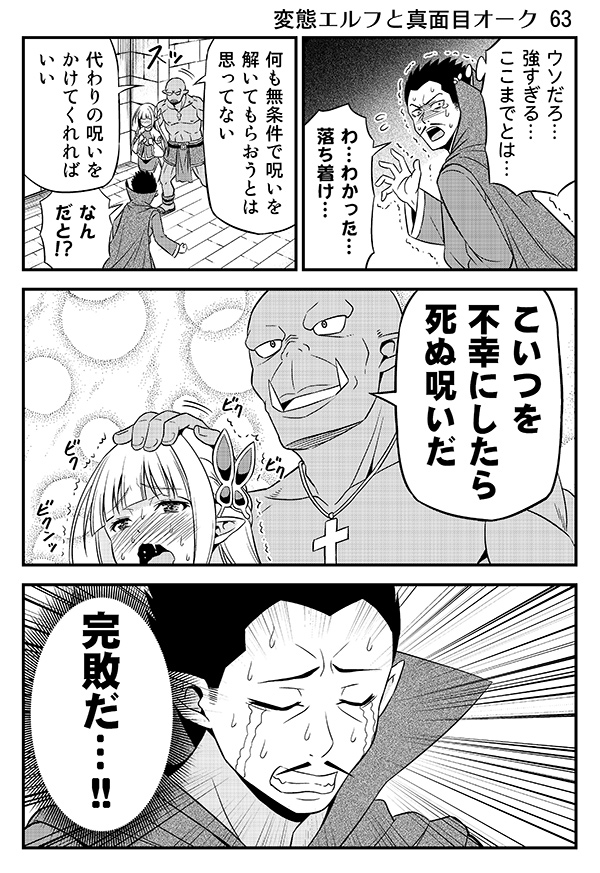 変態エルフと真面目オーク 63
ウソだろ…
強すぎる…
ここまでとは…
わ…わかった…
落ち着け…
何も無条件で呪いを
解いてもらおうとは
思ってない
代わりの呪いを
かけてくれれば
いい
なん
だと!?
こいつを
不幸にしたら
死ぬ呪いだ
ビクッ
ビク
ビクンッ
完敗だ…!!